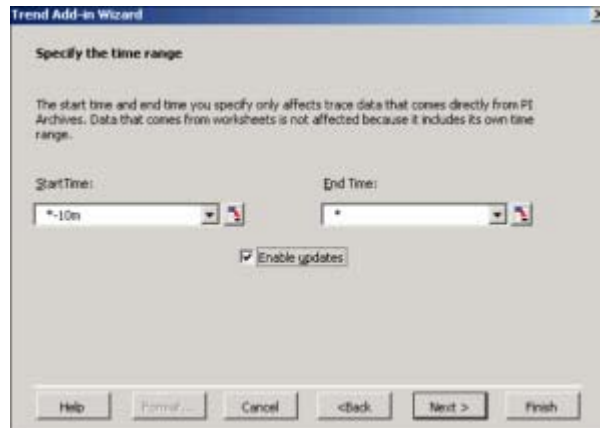 Trend Add-in Wizard
Specify the time range
The start time and end time you specify only affects trace data that comes directly from PI
Archives. Data that comes from worksheets is not affected because it includes its own time
range.
StartTime: End Time:
*-10m *
Enable updates
Help Format... Cancel <Back Next > Finish